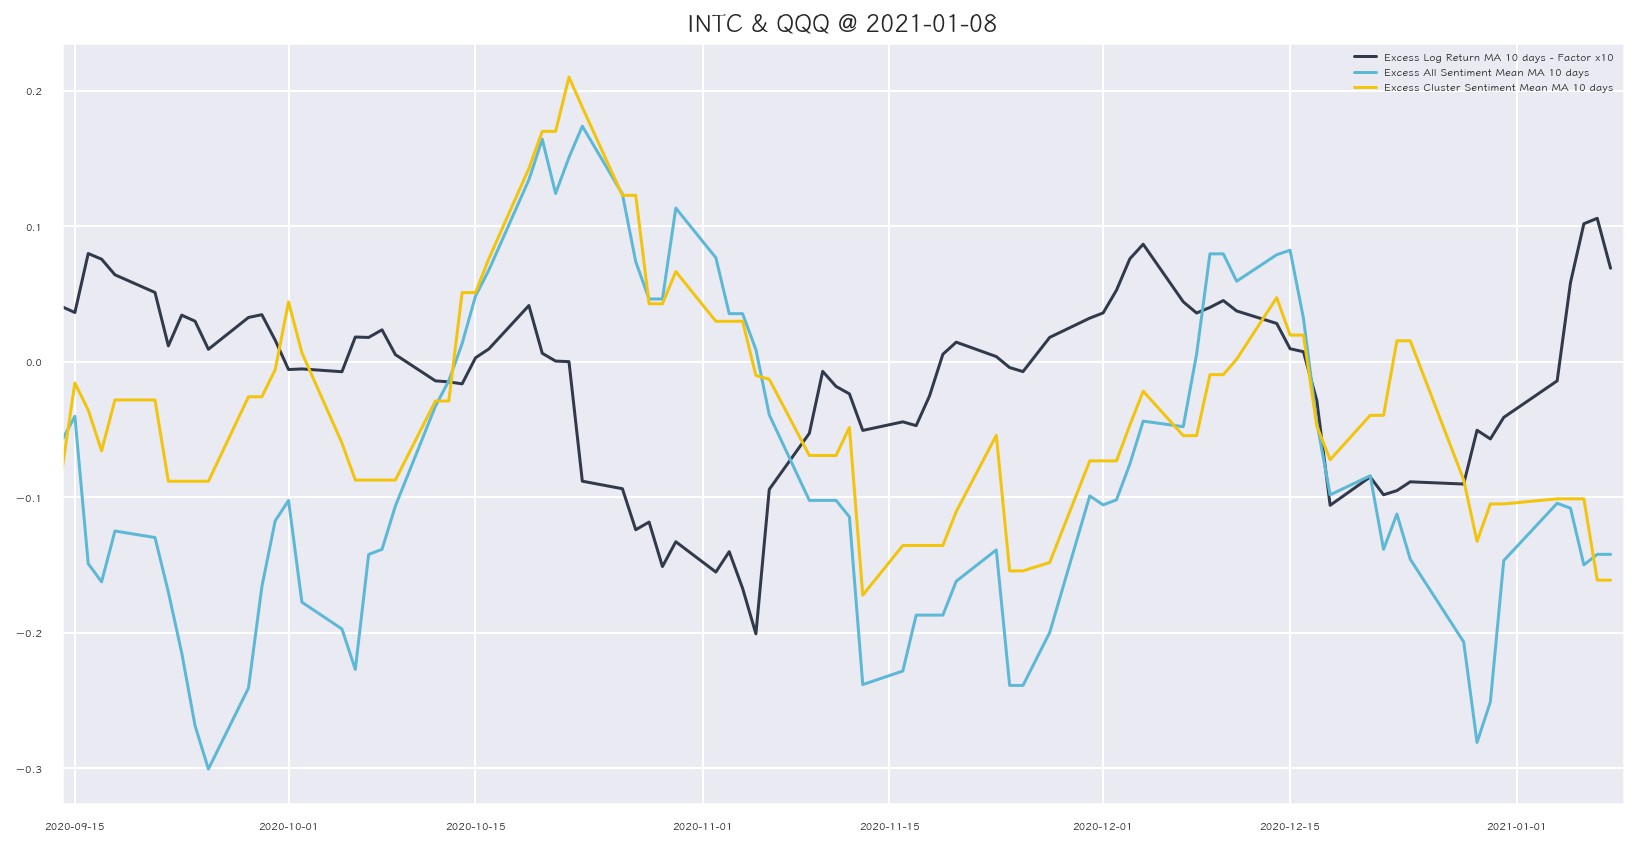 INTC & QQQ @ 2021-01-08
Excess Log Return MA 10 days - Factor x10
Excess All Sentiment Mean MA 10 days
Excess Cluster Sentiment Mean MA 10 days
0.2
0.1
0.0
−0.1
−0.2
−0.3
2020-09-15 2020-10-01 2020-10-15 2020-11-01 2020-11-15 2020-12-01 2020-12-15 2021-01-01